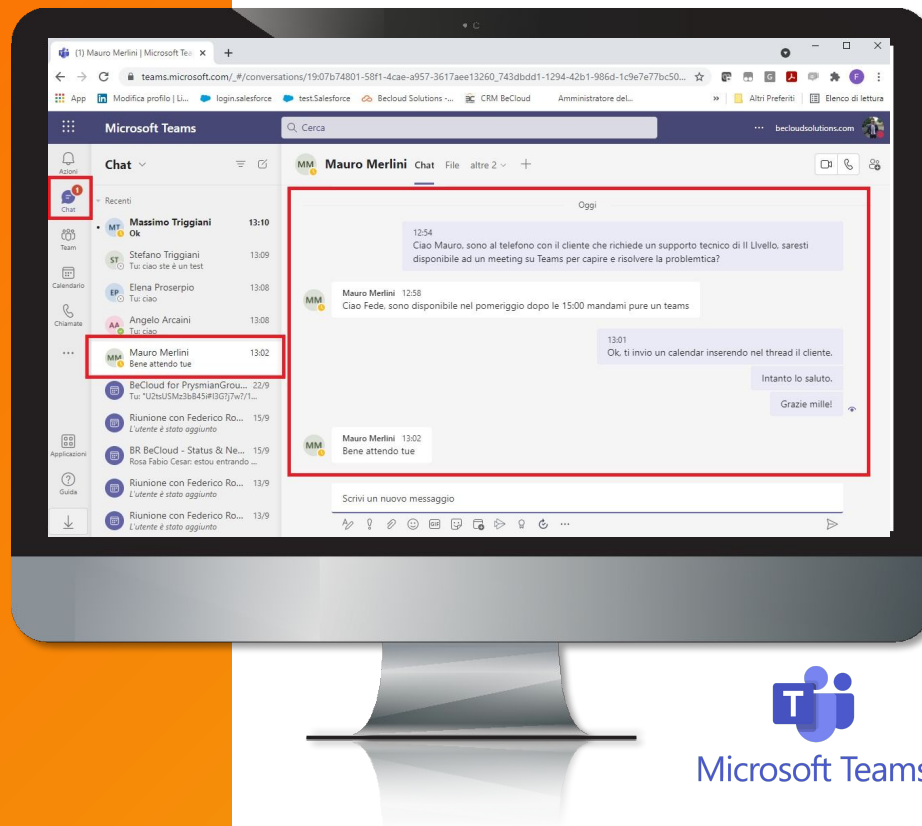 (1) Mauro Merlini | Microsoft Te
teams.microsoft.com/_#/conversations/19:07b74801-58f1-4cae-a957-3617aee13260_743dbdd1-1294-42b1-986d-1c9e7e77bc50...
App
Modifica profilo | Li...
login.salesforce
test.Salesforce
Becloud Solutions -...
CRM BeCloud
Amministratore del...
»
Altri Preferiti
Elenco di lettura
Microsoft Teams
Cerca
becloudsolutions.com
Azioni
Chat
1
Team
Calendario
Chiamate
Applicazioni
Guida
Chat
Recenti
MT
Massimo Triggiani 13:10
Ok
ST
Stefano Triggiani 13:09
Tu: ciao ste è un test
EP
Elena Proserpio 13:08
Tu: ciao
AA
Angelo Arcaini 13:08
Tu: ciao
MM
Mauro Merlini 13:02
Bene attendo tue
BeCloud for PrysmianGrou... 22/9
Tu: "U2tsUSMz3bB45i#I3G?j7w?/1...
Riunione con Federico Ro... 15/9
L'utente è stato aggiunto
BR BeCloud - Status & Ne... 15/9
Rosa Fabio Cesar: estou entrando ...
Riunione con Federico Ro... 13/9
L'utente è stato aggiunto
Riunione con Federico Ro... 13/9
L'utente è stato aggiunto
MM Mauro Merlini Chat File altre 2
Oggi
12:54
Ciao Mauro, sono al telefono con il cliente che richiede un supporto tecnico di II LIvello, saresti
disponibile ad un meeting su Teams per capire e risolvere la problemtica?
MM
Mauro Merlini 12:58
Ciao Fede, sono disponibile nel pomeriggio dopo le 15:00 mandami pure un teams
13:01
Ok, ti invio un calendar inserendo nel thread il cliente.
Intanto lo saluto.
Grazie mille!
MM
Mauro Merlini 13:02
Bene attendo tue
Scrivi un nuovo messaggio
GIF
T
Microsoft Teams